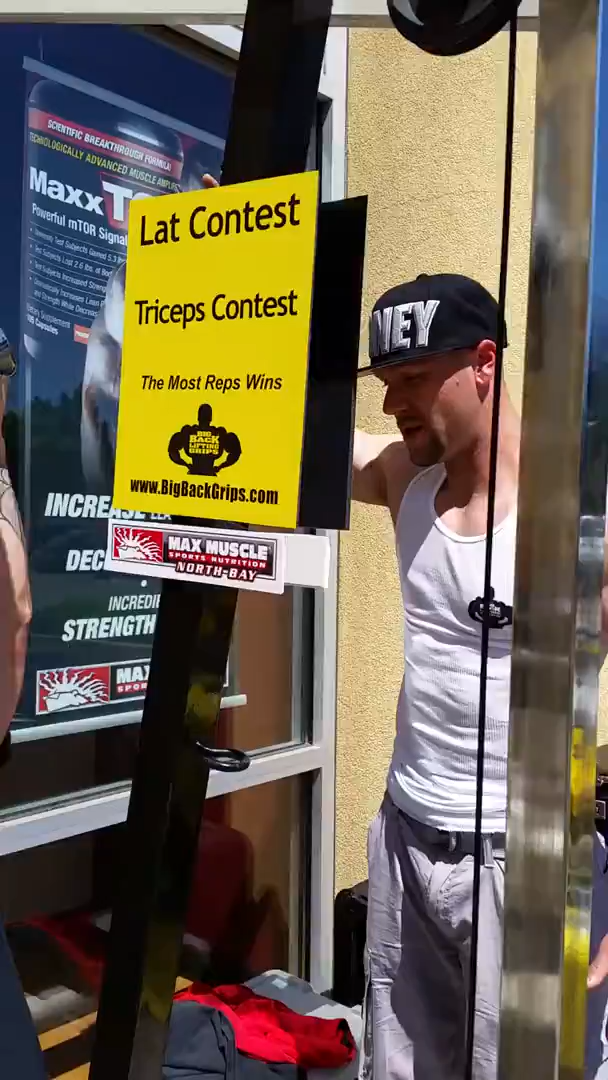 SCIENTIFIC BREAKTHROUGH FORMULA!
TECHNOLOGICALLY ADVANCED MUSCLE
Maxx
Powerful mTOR Signal
Lat Contest
Triceps Contest
The Most Reps Wins
BIG
BACK
LIFTING
GRIPS
www.BigBackGrips.com
NEY
INCREASE
MAX MUSCLE
SPORTS NUTRITION
NORTH-BAY
DEC
INCREDI
STRENGTH
MAX
SPO